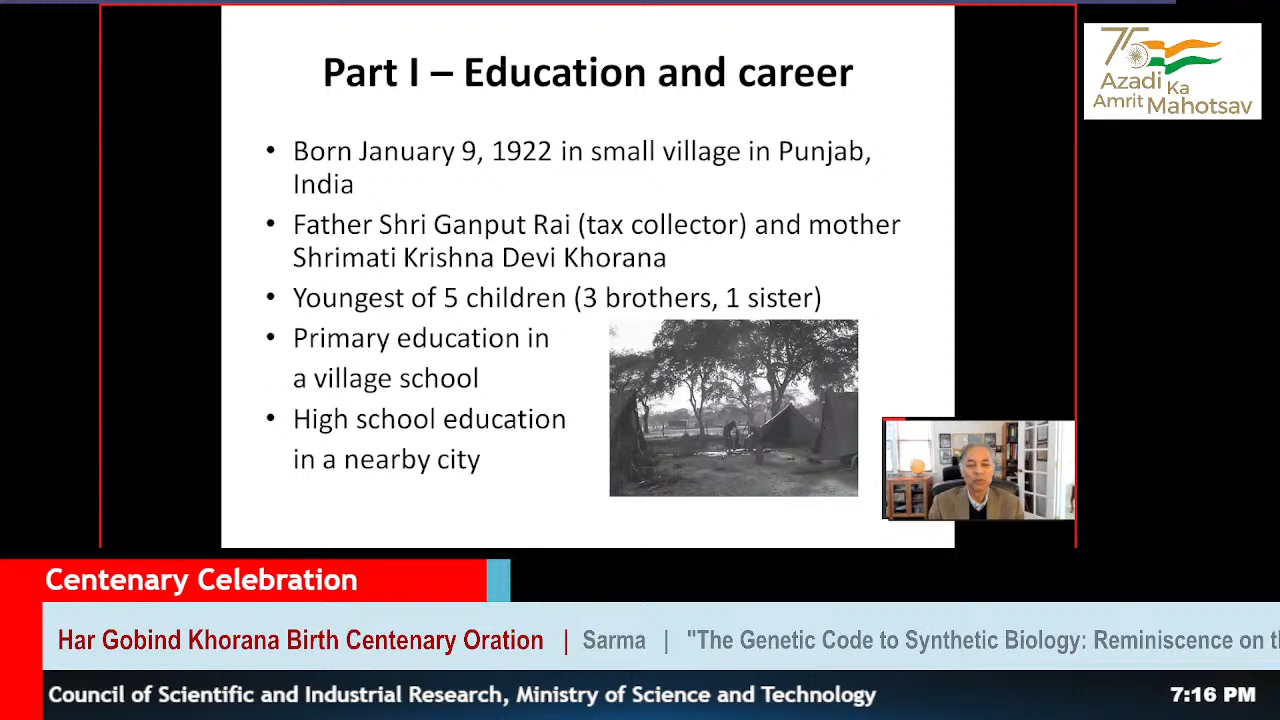 Part I – Education and career
• Born January 9, 1922 in small village in Punjab,
India
• Father Shri Ganput Rai (tax collector) and mother
Shrimati Krishna Devi Khorana
• Youngest of 5 children (3 brothers, 1 sister)
• Primary education in
a village school
• High school education
in a nearby city
75
Azadi Ka
Amrit Mahotsav
Centenary Celebration
Har Gobind Khorana Birth Centenary Oration | Sarma | "The Genetic Code to Synthetic Biology: Reminiscence on
Council of Scientific and Industrial Research, Ministry of Science and Technology 7:16 PM